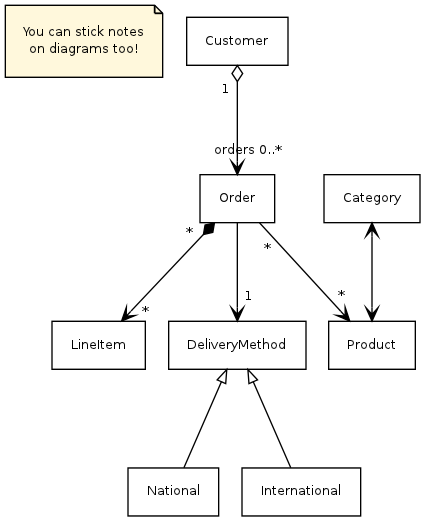 You can stick notes
on diagrams too!
Customer
1
orders 0..*
Order
Category
*
*
*
1
*
LineItem
DeliveryMethod
Product
National
International